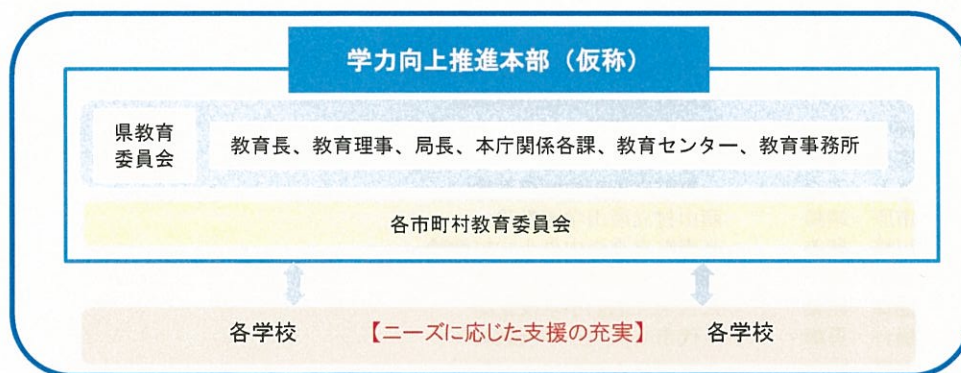 学力向上推進本部（仮称）
県教育
委員会
教育長、教育理事、局長、本庁関係各課、教育センター、教育事務所
各市町村教育委員会
各学校 【ニーズに応じた支援の充実】 各学校